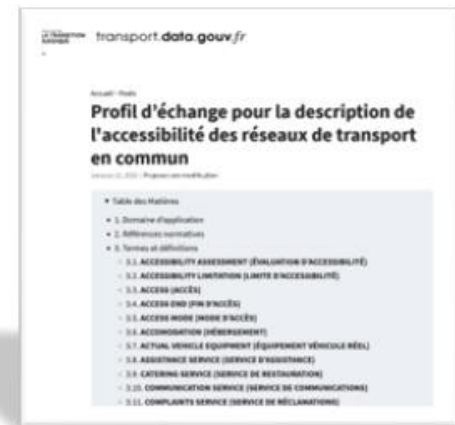 LA TRANSITION
transport.data.gouv.fr
Accueil
Profil d'échange pour la description de
l'accessibilité des réseaux de transport
en commun
Table des Matières
1. Domaine d'application
2. Références normatives
3. Termes et définitions
3.1. ACCESSIBILITY ASSESSMENT (ÉVALUATION D'ACCESSIBILITÉ)
3.2. ACCESSIBILITY LIMITATION (LIMITE D'ACCESSIBILITÉ)
3.3. ACCESS (ACCÈS)
3.4. ACCESS END (FIN D'ACCÈS)
3.5. ACCESS MODE (MODE D'ACCÈS)
3.6. ACCOMODATION (HÉBERGEMENT)
3.7. ACTUAL VEHICLE EQUIPMENT (ÉQUIPEMENT VÉHICULE RÉEL)
3.8. ASSISTANCE SERVICE (SERVICE D'ASSISTANCE)
3.9. CATERING SERVICE (SERVICE DE RESTAURATION)
3.10. COMMUNICATION SERVICE (SERVICE DE COMMUNICATIONS)
3.11. COMPLAINTS SERVICE (SERVICE DE RÉCLAMATIONS)